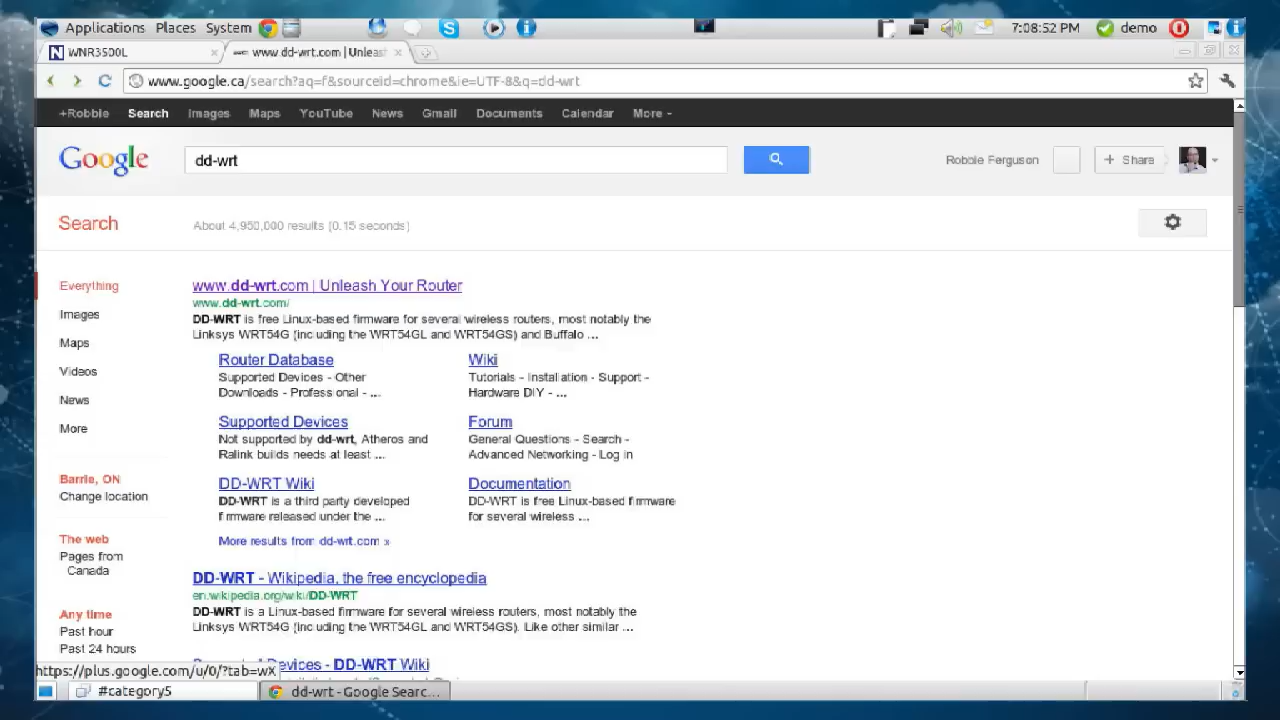 Applications Places System 7:08:52 PM demo
WNR3500L www.dd-wrt.com | Unleas
www.google.ca/search?aq=f&sourceid=chrome&ie=UTF-8&q=dd-wrt
+Robbie Search Images Maps YouTube News Gmail Documents Calendar More
Google dd-wrt Robbie Ferguson + Share
Search About 4,950,000 results (0.15 seconds)
Everything
Images
Maps
Videos
News
More
Barrie, ON
Change location
The web
Pages from
Canada
Any time
Past hour
Past 24 hours
www.dd-wrt.com | Unleash Your Router
www.dd-wrt.com/
DD-WRT is free Linux-based firmware for several wireless routers, most notably the
Linksys WRT54G (including the WRT54GL and WRT54GS) and Buffalo ...
Router Database
Supported Devices - Other
Downloads - Professional - ...
Wiki
Tutorials - Installation - Support -
Hardware DIY - ...
Supported Devices
Not supported by dd-wrt, Atheros and
Ralink builds needs at least ...
Forum
General Questions - Search -
Advanced Networking - Log in
DD-WRT Wiki
DD-WRT is a third party developed
firmware released under the ...
Documentation
DD-WRT is free Linux-based firmware
for several wireless ...
More results from dd-wrt.com »
DD-WRT - Wikipedia, the free encyclopedia
en.wikipedia.org/wiki/DD-WRT
DD-WRT is a Linux-based firmware for several wireless routers, most notably the
Linksys WRT54G (including the WRT54GL and WRT54GS). Like other similar ...
Devices - DD-WRT Wiki
https://plus.google.com/u/0/?tab=wX
#category5 dd-wrt - Google Searc...